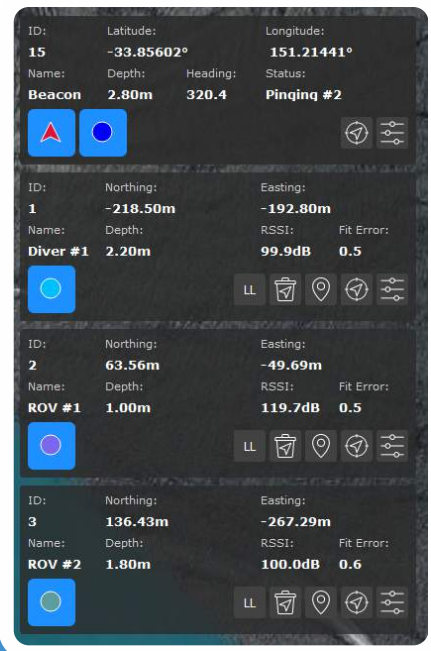 ID: Latitude: Longitude:
15 -33.85602° 151.21441°
Name: Depth: Heading: Status:
Beacon 2.80m 320.4 Pinging #2
ID: Northing: Easting:
1 -218.50m -192.80m
Name: Depth: RSSI: Fit Error:
Diver #1 2.20m 99.9dB 0.5
LL
ID: Northing: Easting:
2 63.56m -49.69m
Name: Depth: RSSI: Fit Error:
ROV #1 1.00m 119.7dB 0.5
LL
ID: Northing: Easting:
3 136.43m -267.29m
Name: Depth: RSSI: Fit Error:
ROV #2 1.80m 100.0dB 0.6
LL